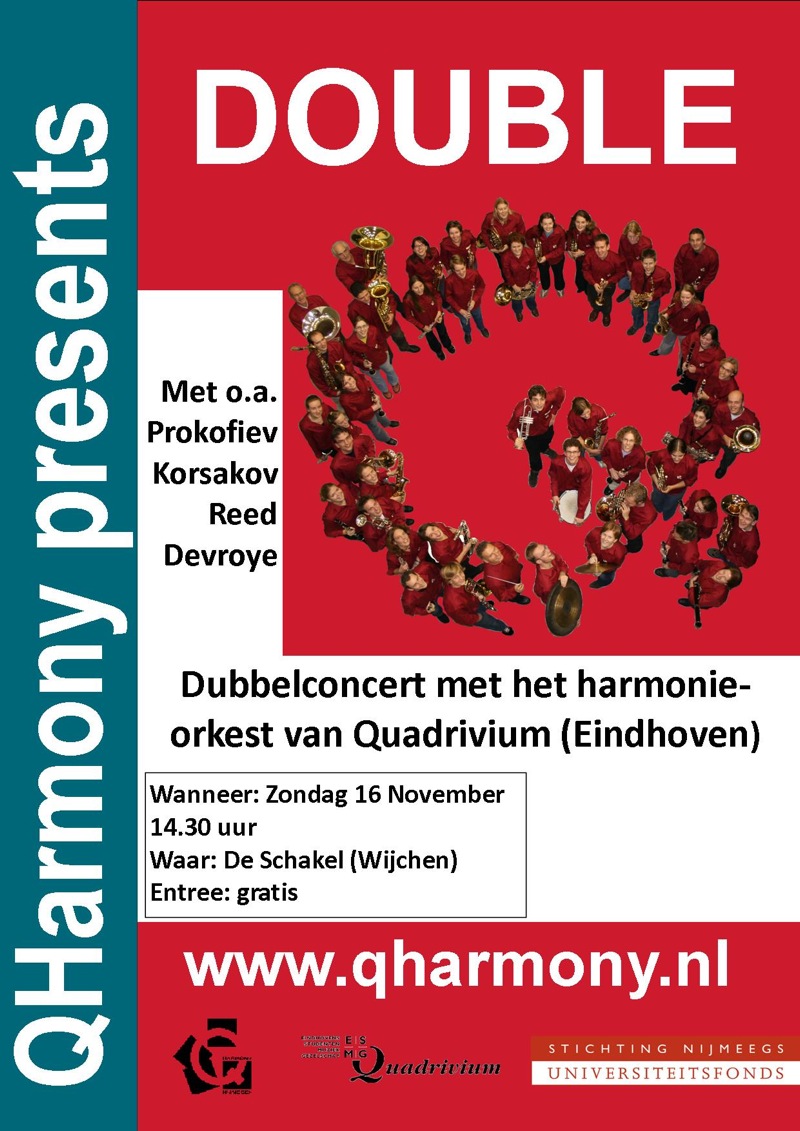 QHarmony presents
DOUBLE
Met o.a.
Prokofiev
Korsakov
Reed
Devroye
Dubbelconcert met het harmonie-
orkest van Quadrivium (Eindhoven)
Wanneer: Zondag 16 November
14.30 uur
Waar: De Schakel (Wijchen)
Entree: gratis
www.qharmony.nl
E S
M G
Quadrivium
STICHTING NIJMEEGS
UNIVERSITEITSFONDS